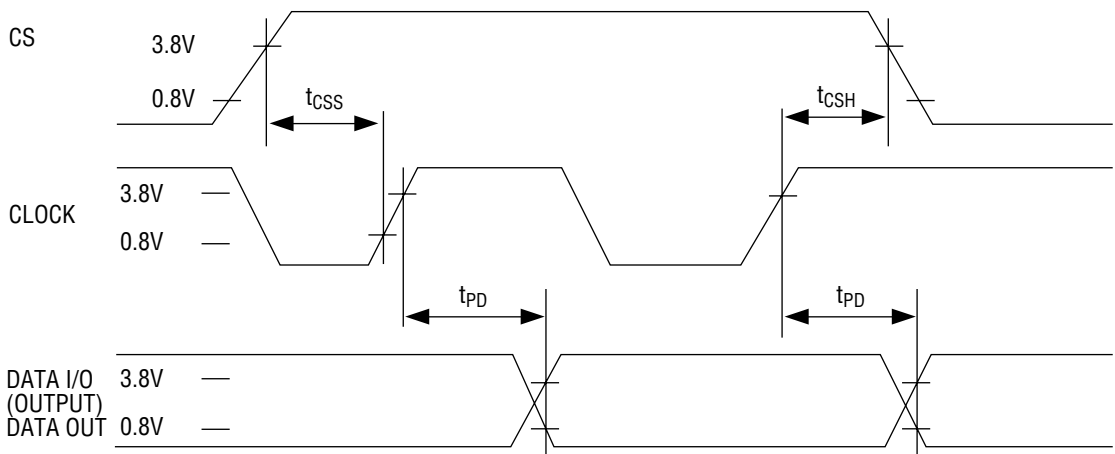 CS
3.8V
0.8V
tCSS
tCSH
CLOCK
3.8V
0.8V
tPD
tPD
DATA I/O
3.8V
(OUTPUT)
DATA OUT
0.8V